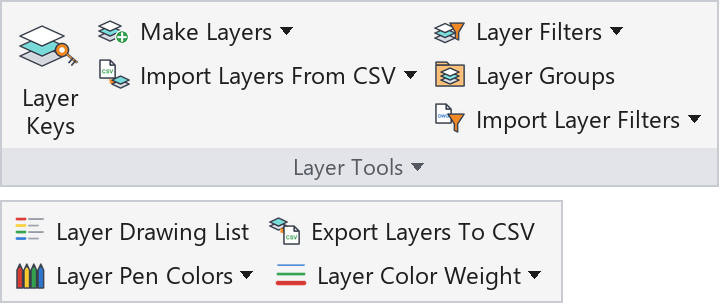 Layer
Keys
Make Layers
Import Layers From CSV
Layer Filters
Layer Groups
Import Layer Filters
Layer Tools
Layer Drawing List
Export Layers To CSV
Layer Pen Colors
Layer Color Weight